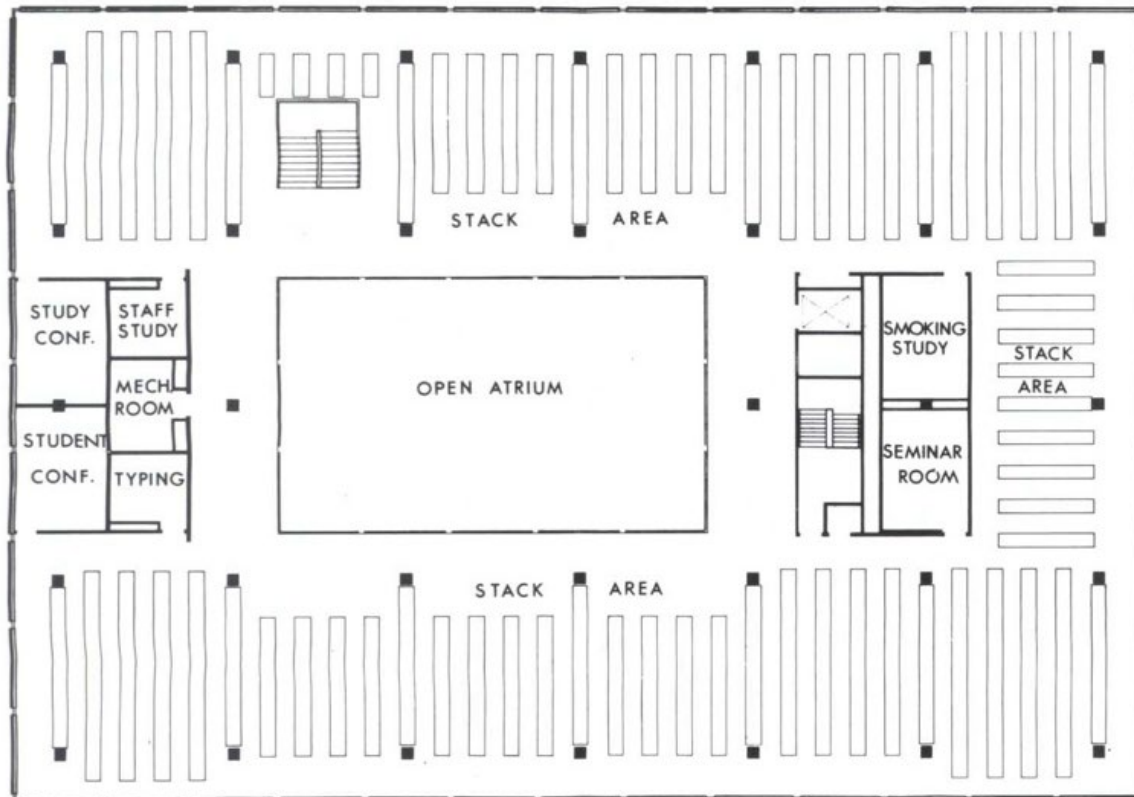 STACK AREA
STUDY
CONF.
STAFF
STUDY
MECH.
ROOM
STUDENT
CONF.
TYPING
OPEN ATRIUM
SMOKING
STUDY
SEMINAR
ROOM
STACK
AREA
STACK AREA